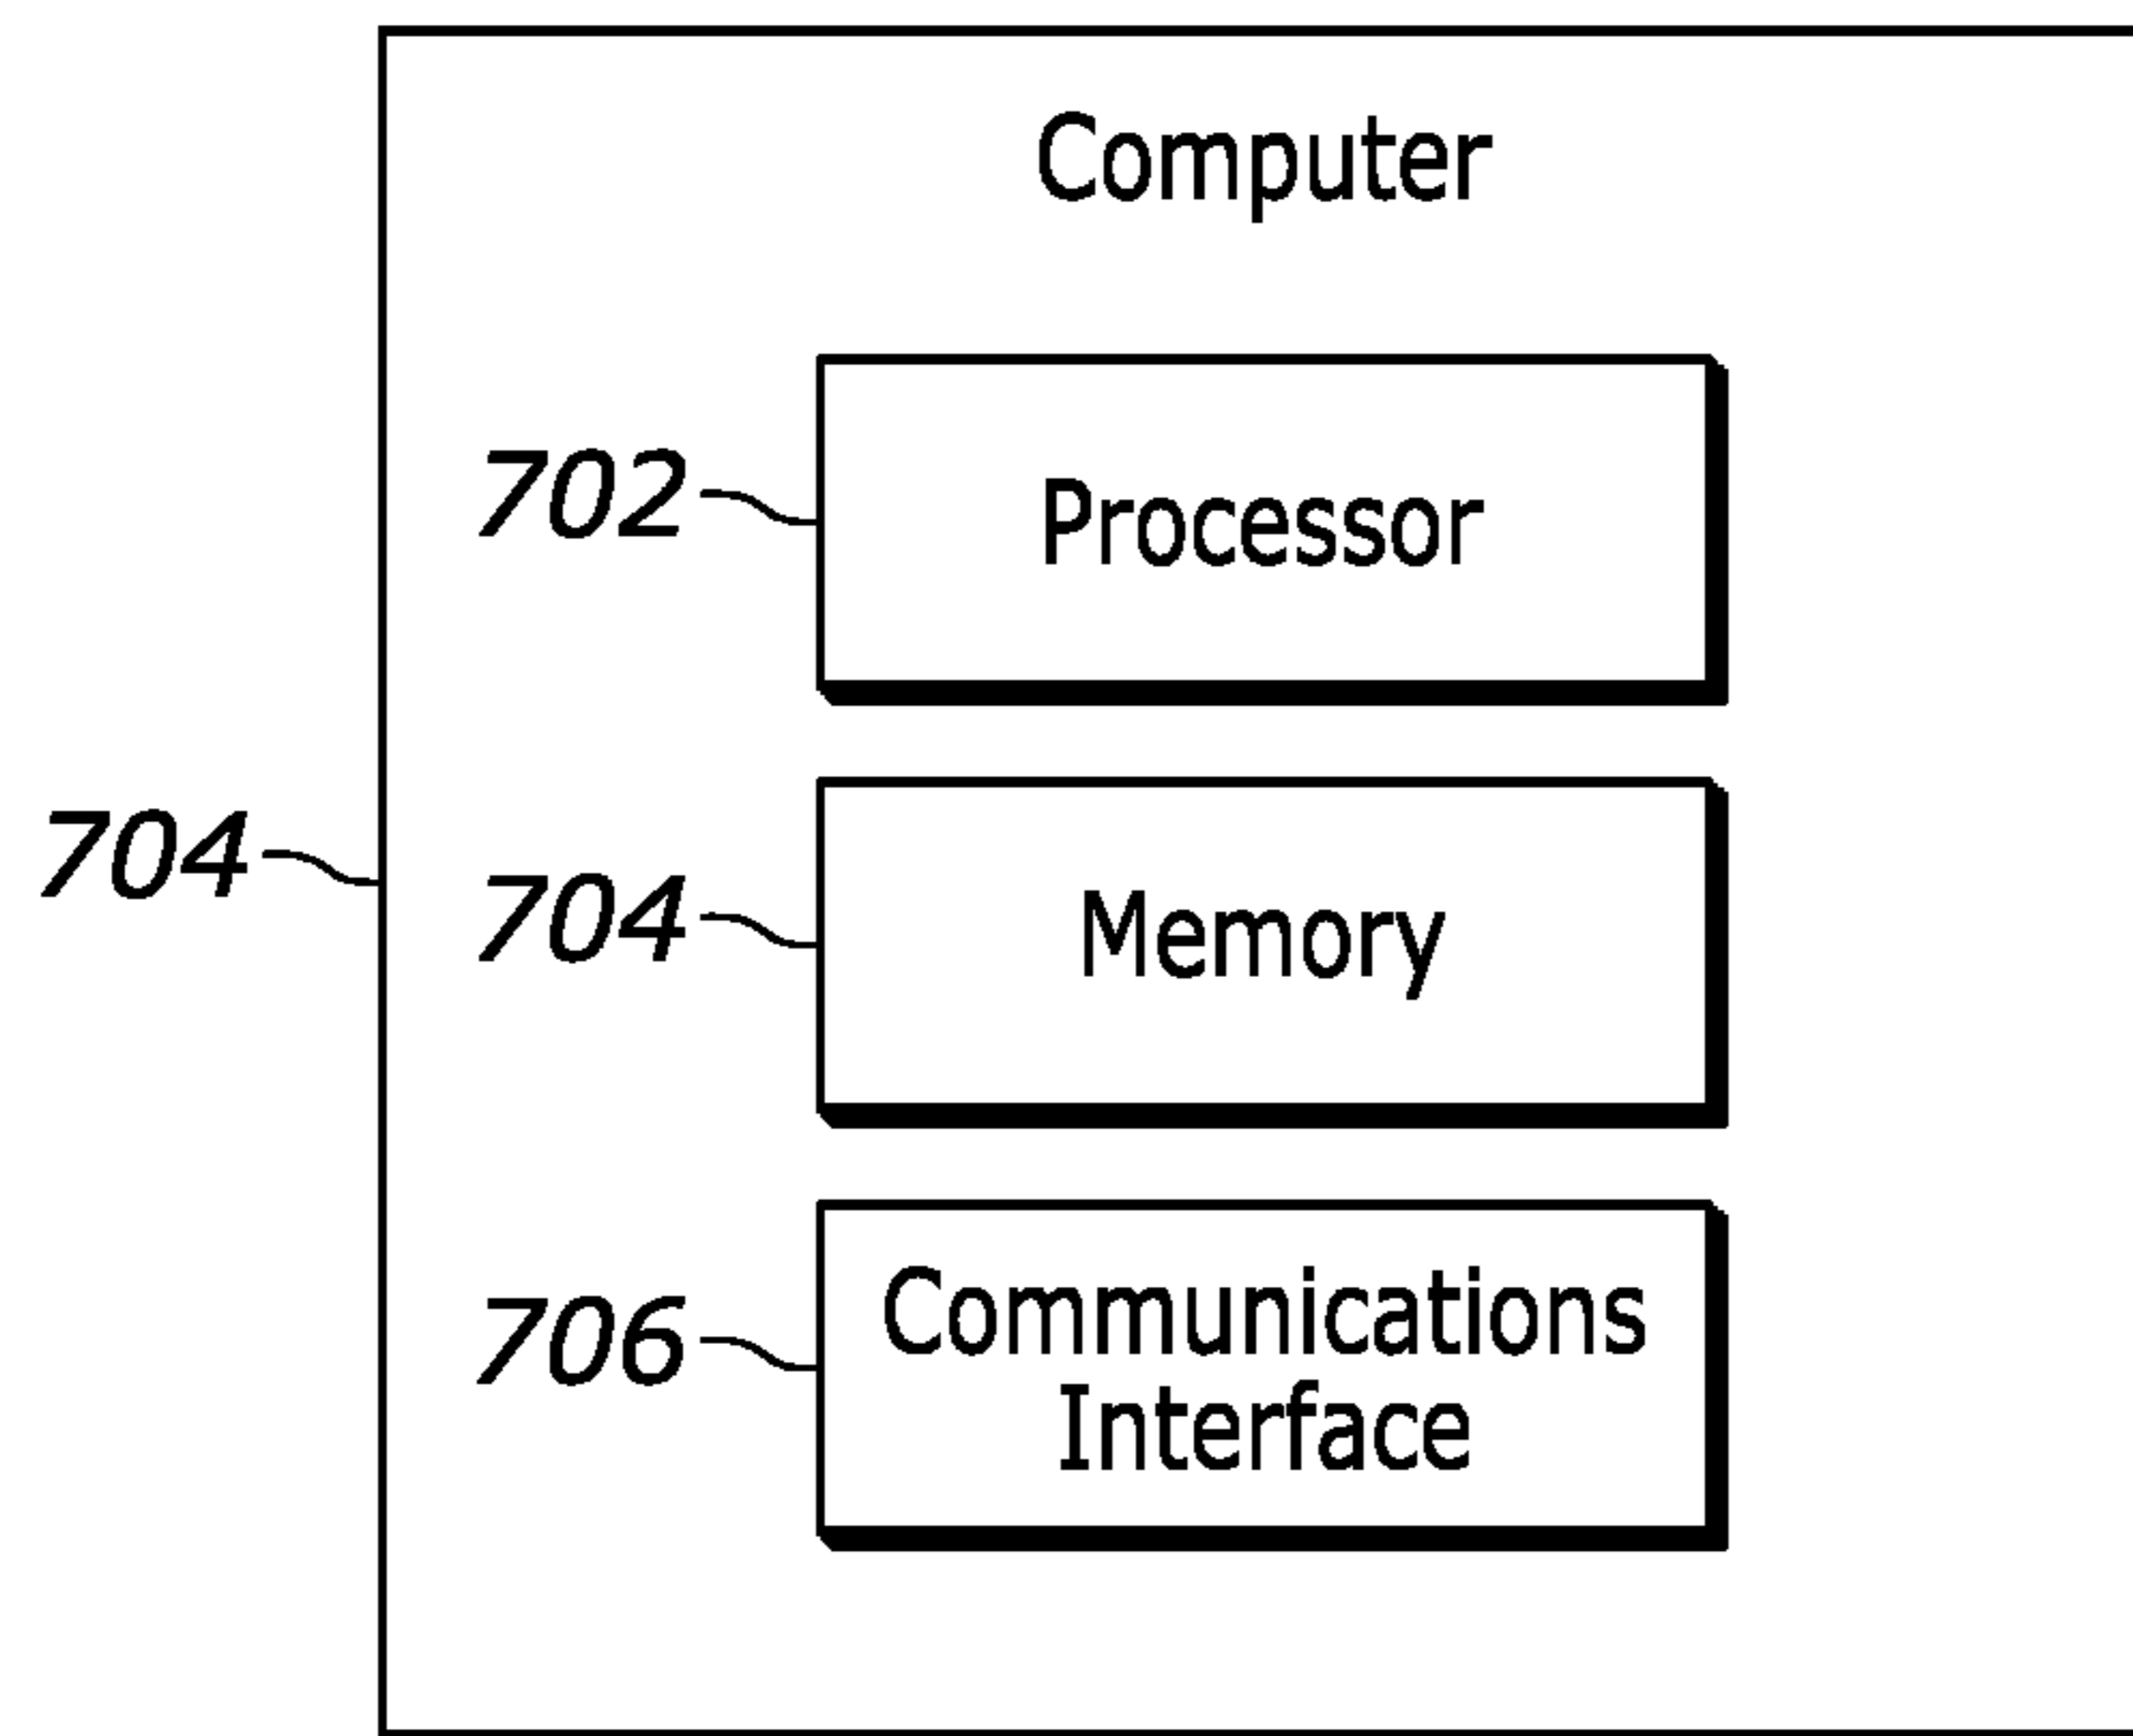 Computer
702
Processor
704
704
Memory
706
Communications
Interface